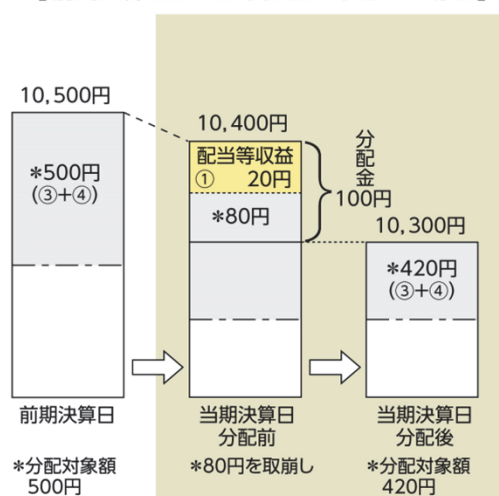 10,500円
*500円
(③+④)
前期決算日
*分配対象額
500円
10,400円
配当等収益
① 20円
*80円
分配金
100円
当期決算日
分配前
*80円を取崩し
10,300円
*420円
(③+④)
当期決算日
分配後
*分配対象額
420円